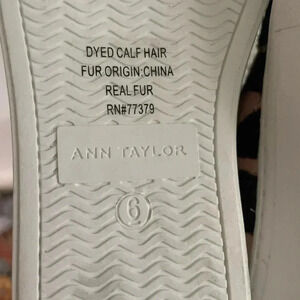 DYED CALF HAIR
FUR ORIGIN:CHINA
REAL FUR
RN#77379
ANN TAYLOR
6